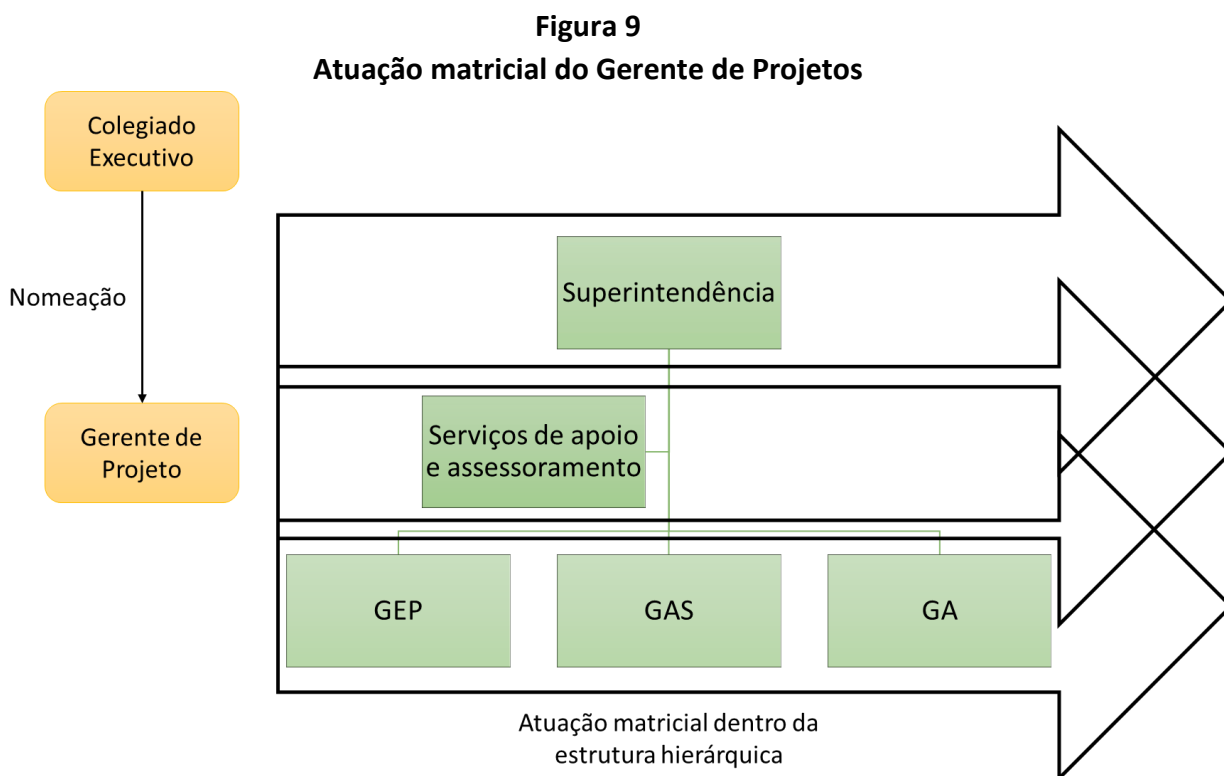 Figura 9
Atuação matricial do Gerente de Projetos
Colegiado
Executivo
Nomeação
Gerente de
Projeto
Superintendência
Serviços de apoio
e assessoramento
GEP
GAS
GA
Atuação matricial dentro da
estrutura hierárquica